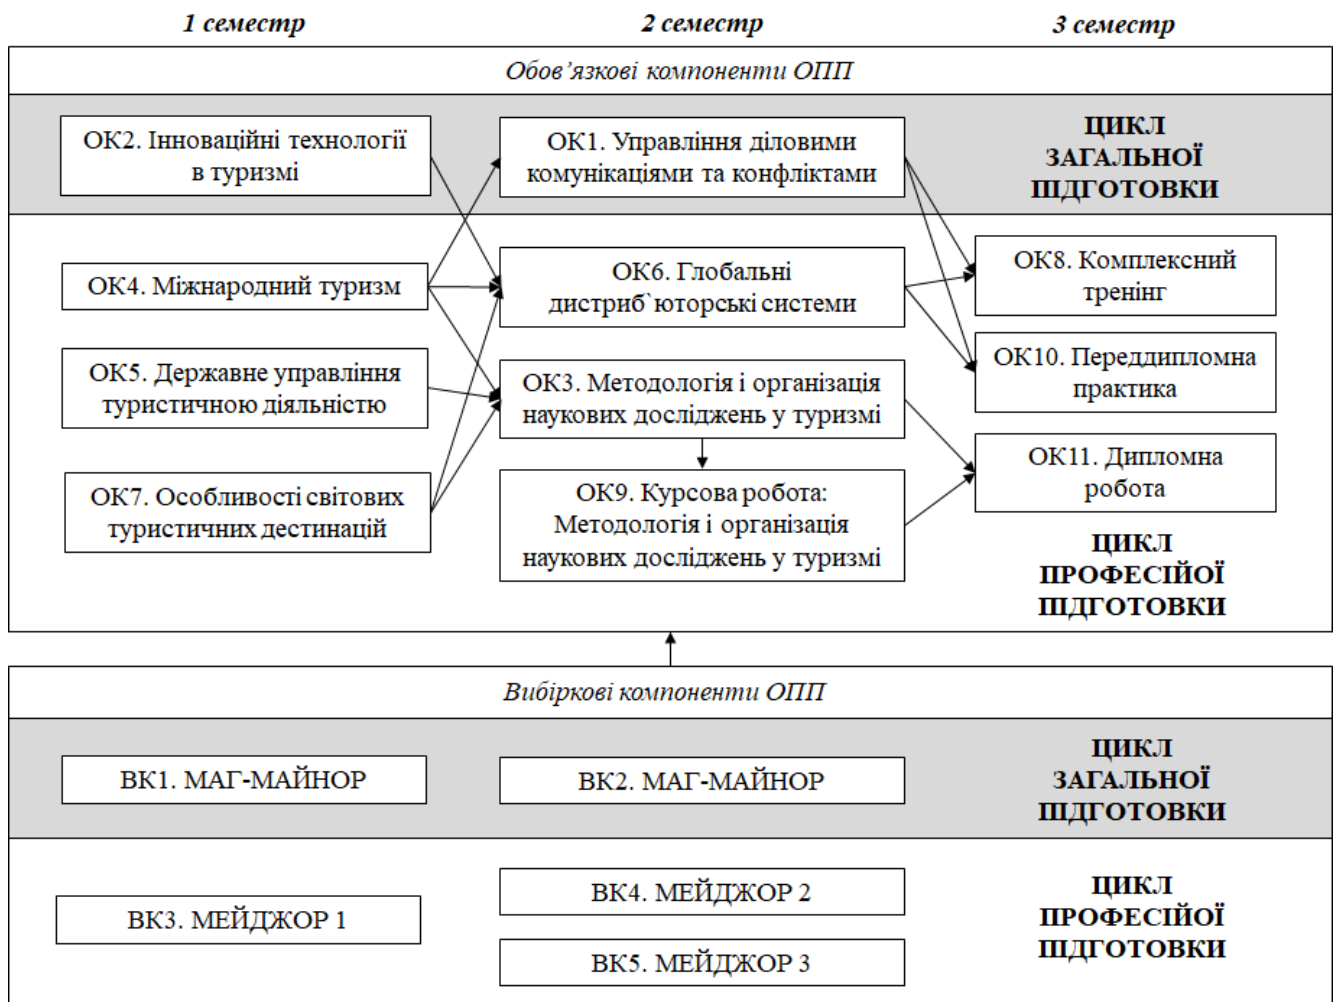 1 семестр
2 семестр
3 семестр
Обов’язкові компоненти ОПП
ОК2. Інноваційні технології
в туризмі
ОК1. Управління діловими
комунікаціями та конфліктами
ЦИКЛ
ЗАГАЛЬНОЇ
ПІДГОТОВКИ
ОК4. Міжнародний туризм
ОК6. Глобальні
дистриб`юторські системи
ОК8. Комплексний
тренінг
ОК5. Державне управління
туристичною діяльністю
ОК3. Методологія і організація
наукових досліджень у туризмі
ОК10. Переддипломна
практика
ОК7. Особливості світових
туристичних дестинацій
ОК9. Курсова робота:
Методологія і організація
наукових досліджень у туризмі
ОК11. Дипломна
робота
ЦИКЛ
ПРОФЕСІЙОЇ
ПІДГОТОВКИ
Вибіркові компоненти ОПП
ВК1. МАГ-МАЙНОР
ВК2. МАГ-МАЙНОР
ЦИКЛ
ЗАГАЛЬНОЇ
ПІДГОТОВКИ
ВК3. МЕЙДЖОР 1
ВК4. МЕЙДЖОР 2
ВК5. МЕЙДЖОР 3
ЦИКЛ
ПРОФЕСІЙОЇ
ПІДГОТОВКИ